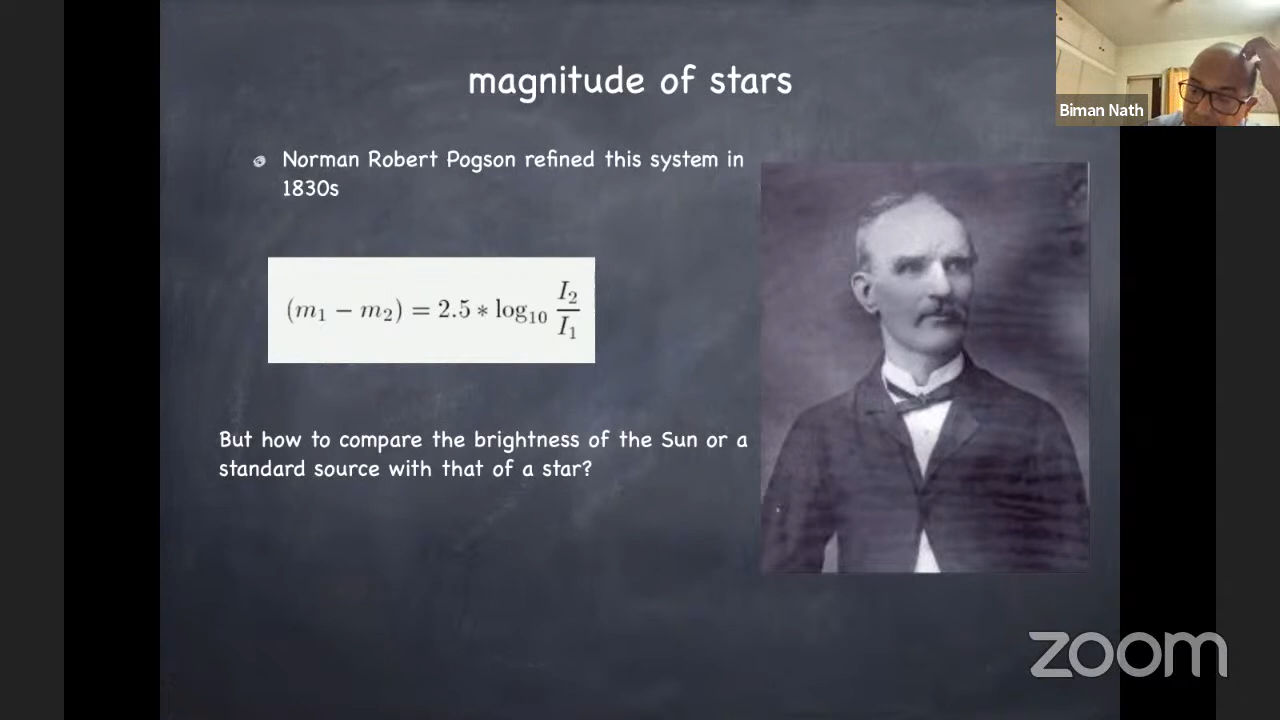 magnitude of stars
Biman Nath
Norman Robert Pogson refined this system in
1830s
(m₁ − m₂) = 2.5 * log₁₀ I₂/I₁
But how to compare the brightness of the Sun or a
standard source with that of a star?
zoom